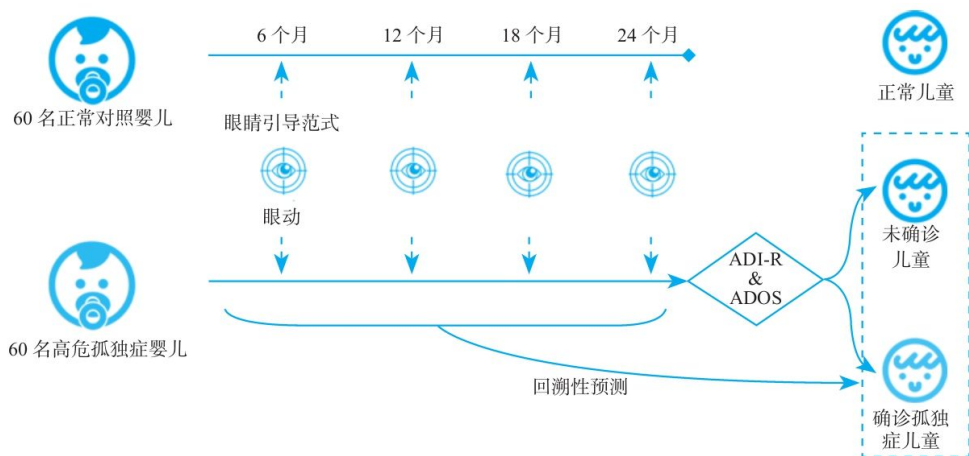 6 个月
12 个月
18 个月
24 个月
60 名正常对照婴儿
正常儿童
眼睛引导范式
眼动
未确诊
儿童
ADI-R
&
ADOS
60 名高危孤独症婴儿
回溯性预测
确诊孤独
症儿童